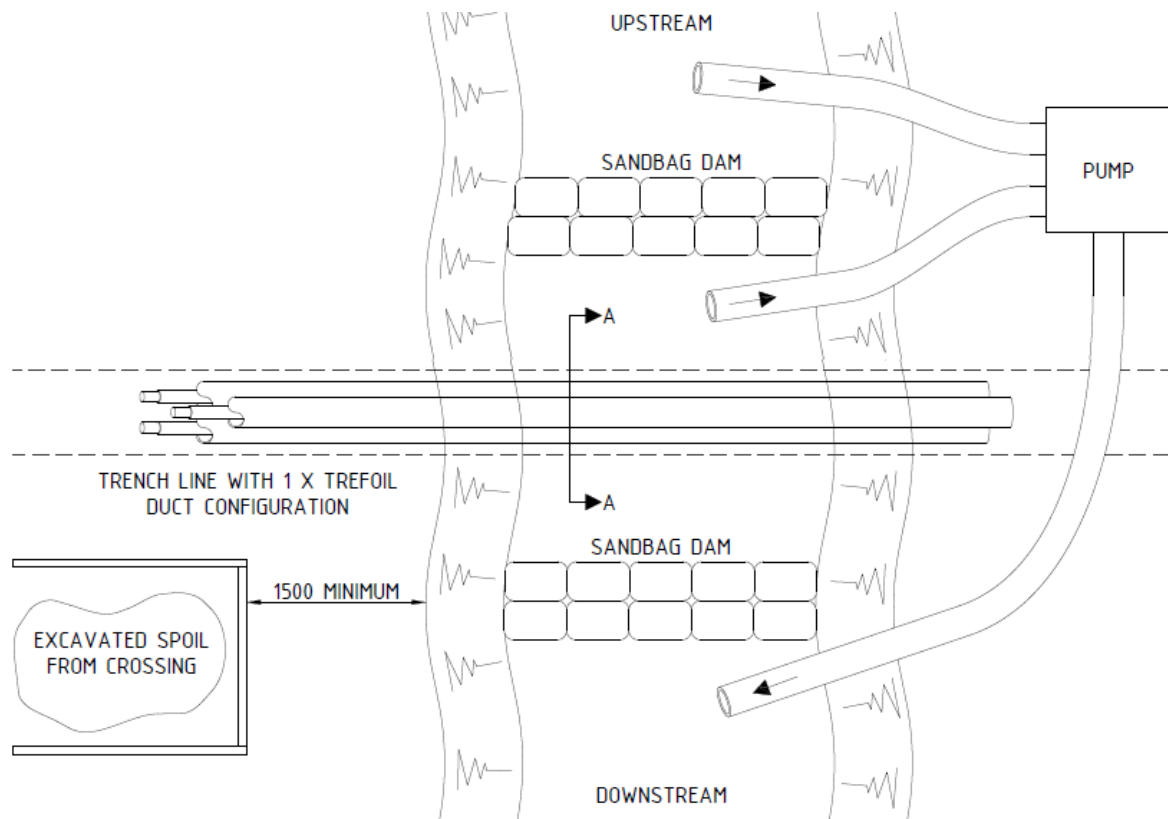 UPSTREAM
SANDBAG DAM
PUMP
A
A
TRENCH LINE WITH 1 X TREFOIL
DUCT CONFIGURATION
SANDBAG DAM
1500 MINIMUM
EXCAVATED SPOIL
FROM CROSSING
DOWNSTREAM